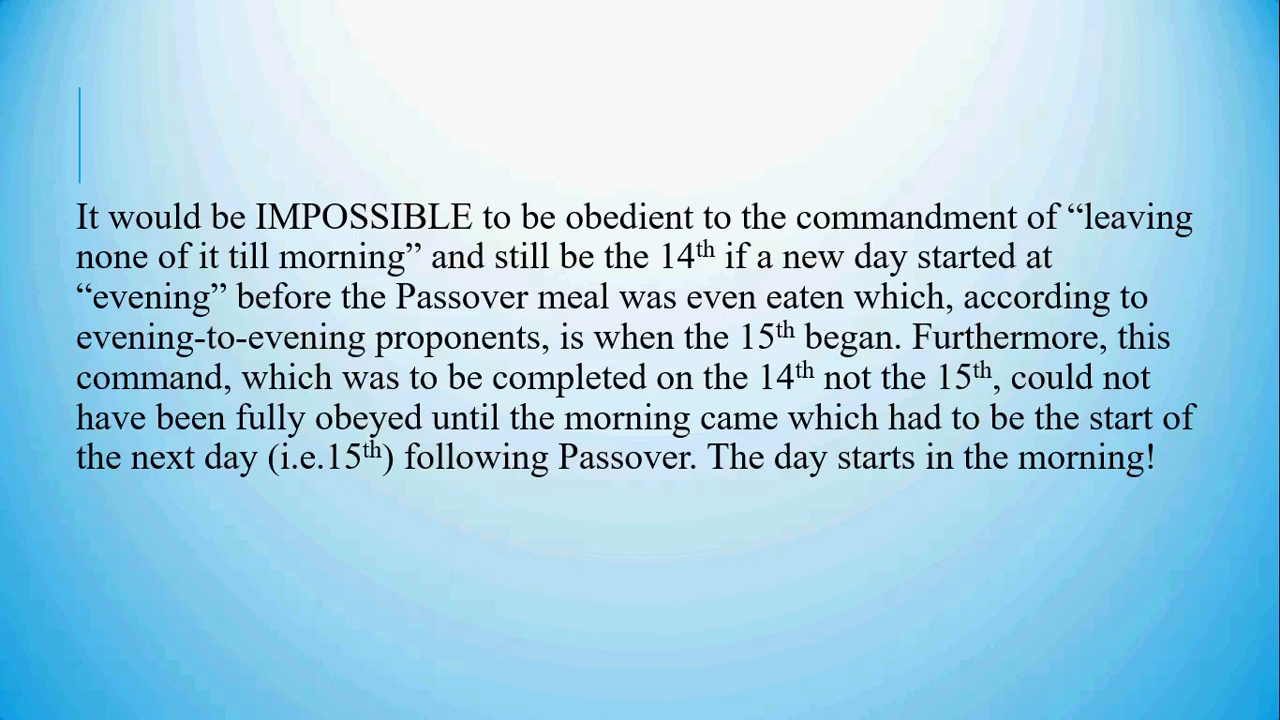 It would be IMPOSSIBLE to be obedient to the commandment of “leaving
none of it till morning” and still be the 14th if a new day started at
“evening” before the Passover meal was even eaten which, according to
evening-to-evening proponents, is when the 15th began. Furthermore, this
command, which was to be completed on the 14th not the 15th, could not
have been fully obeyed until the morning came which had to be the start of
the next day (i.e.15th) following Passover. The day starts in the morning!